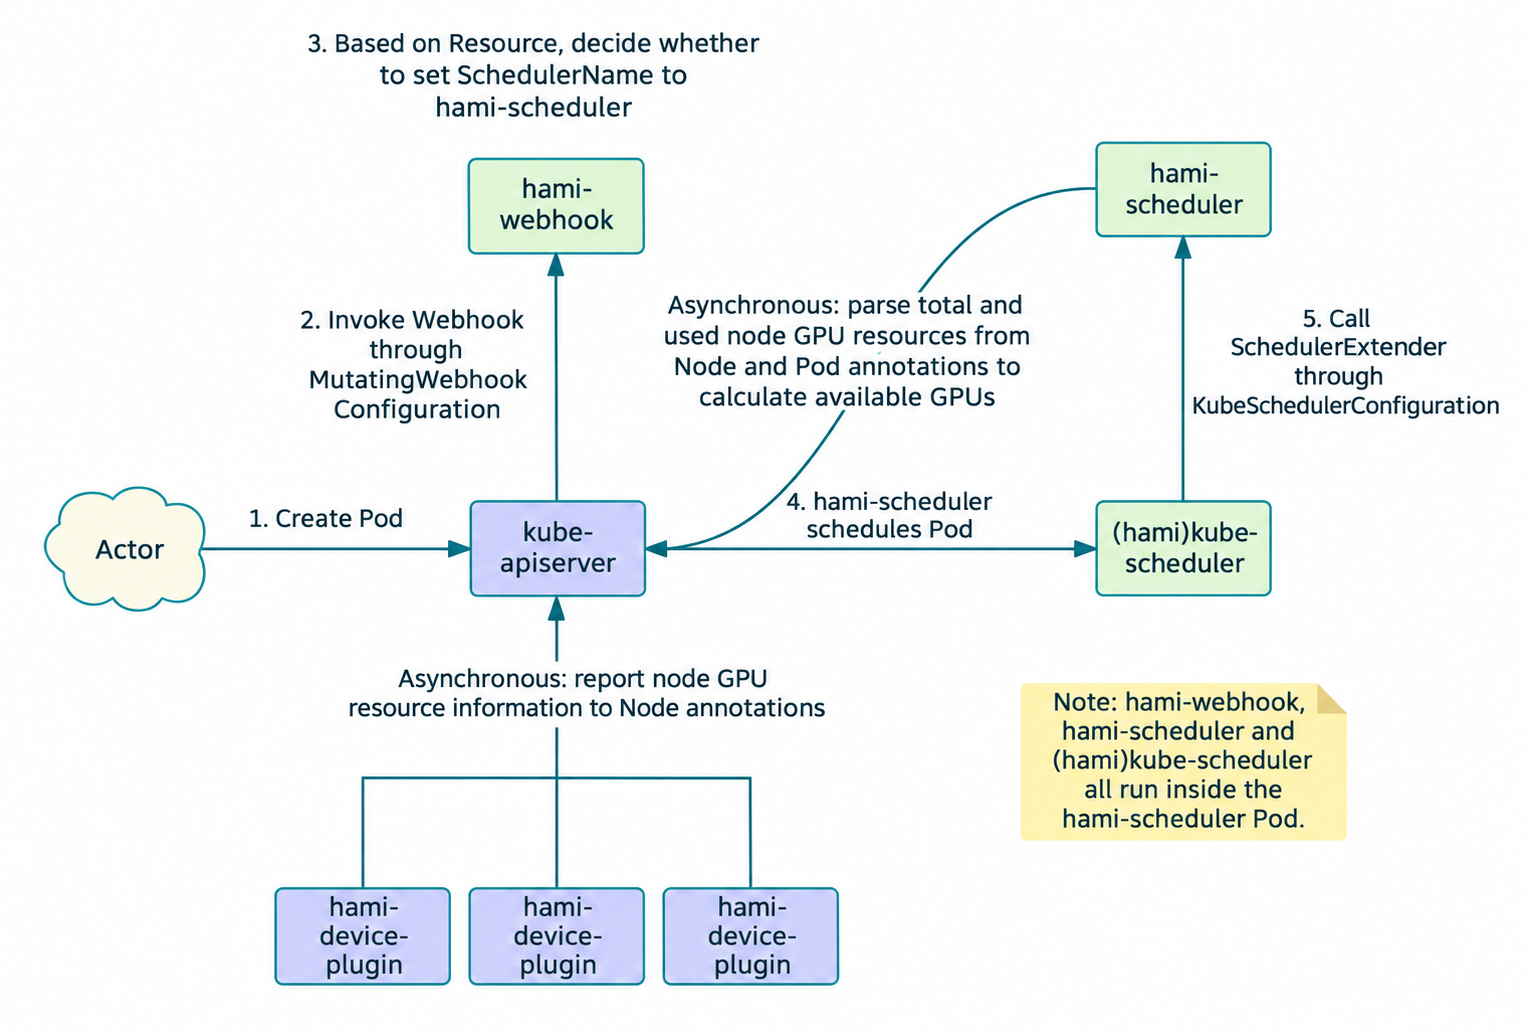 3. Based on Resource, decide whether
to set SchedulerName to
hami-scheduler
hami-
webhook
hami-
scheduler
2. Invoke Webhook
through
MutatingWebhook
Configuration
Asynchronous: parse total and
used node GPU resources from
Node and Pod annotations to
calculate available GPUs
5. Call
SchedulerExtender
through
KubeSchedulerConfiguration
Actor
1. Create Pod
kube-
apiserver
4. hami-scheduler
schedules Pod
(hami)kube-
scheduler
Asynchronous: report node GPU
resource information to Node annotations
Note: hami-webhook,
hami-scheduler and
(hami)kube-scheduler
all run inside the
hami-scheduler Pod.
hami-
device-
plugin
hami-
device-
plugin
hami-
device-
plugin